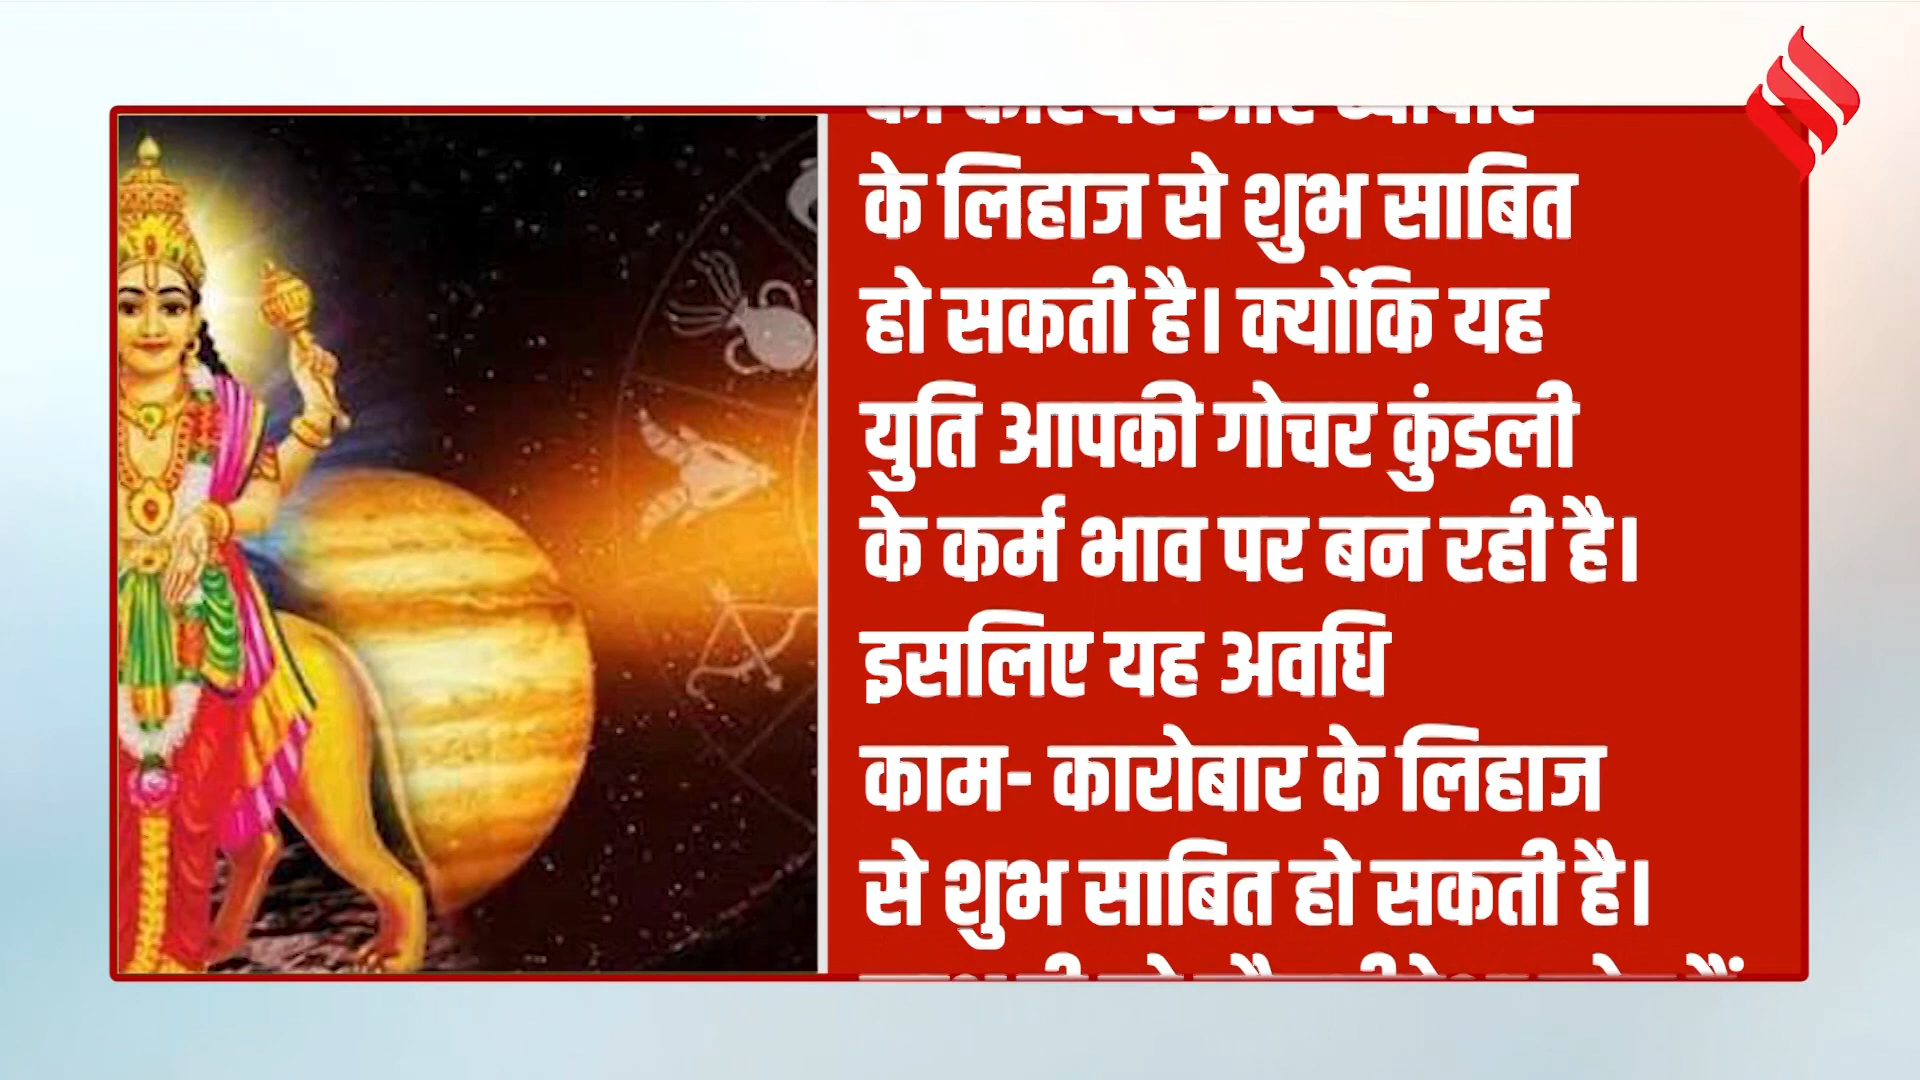 के लिहाज से शुभ साबित
हो सकती है। क्योंकि यह
युति आपकी गोचर कुंडली
के कर्म भाव पर बन रही है।
इसलिए यह अवधि
काम- कारोबार के लिहाज
से शुभ साबित हो सकती है।